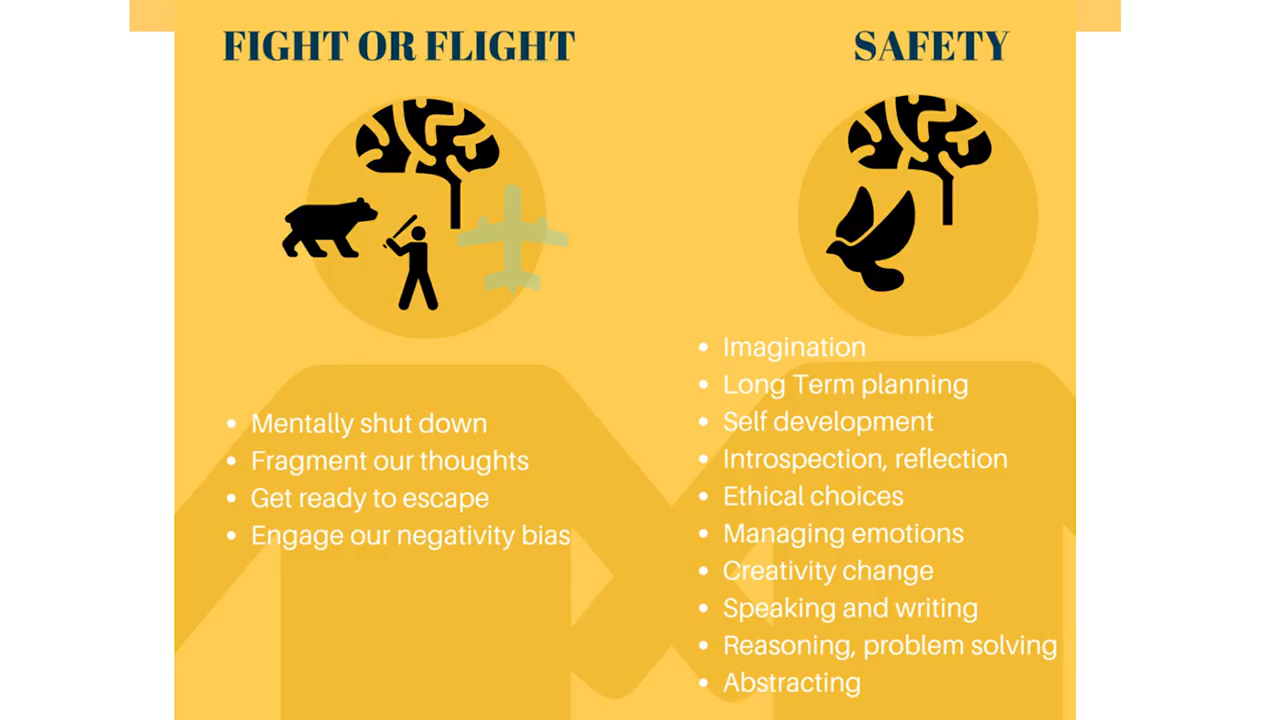 FIGHT OR FLIGHT
• Mentally shut down
• Fragment our thoughts
• Get ready to escape
• Engage our negativity bias
SAFETY
• Imagination
• Long Term planning
• Self development
• Introspection, reflection
• Ethical choices
• Managing emotions
• Creativity change
• Speaking and writing
• Reasoning, problem solving
• Abstracting